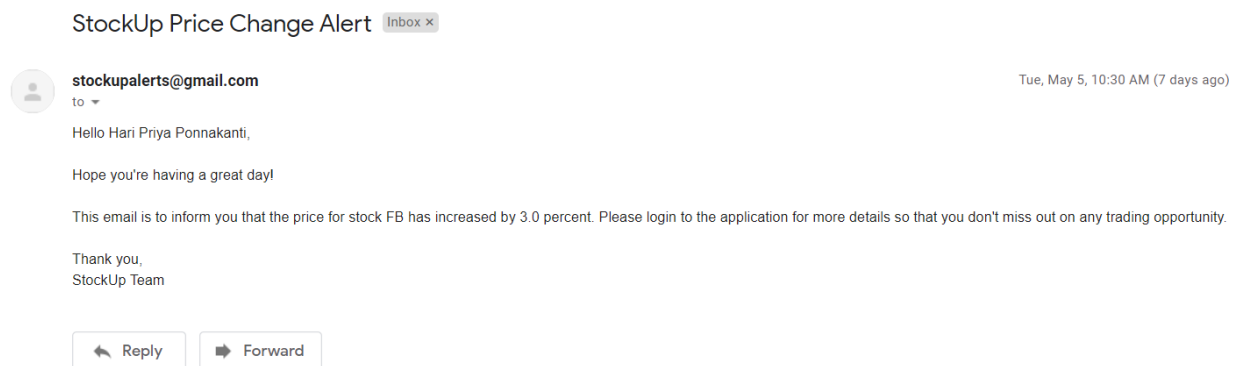 StockUp Price Change Alert Inbox ×
stockupalerts@gmail.com Tue, May 5, 10:30 AM (7 days ago)
to
Hello Hari Priya Ponnakanti,
Hope you're having a great day!
This email is to inform you that the price for stock FB has increased by 3.0 percent. Please login to the application for more details so that you don't miss out on any trading opportunity.
Thank you,
StockUp Team
Reply Forward